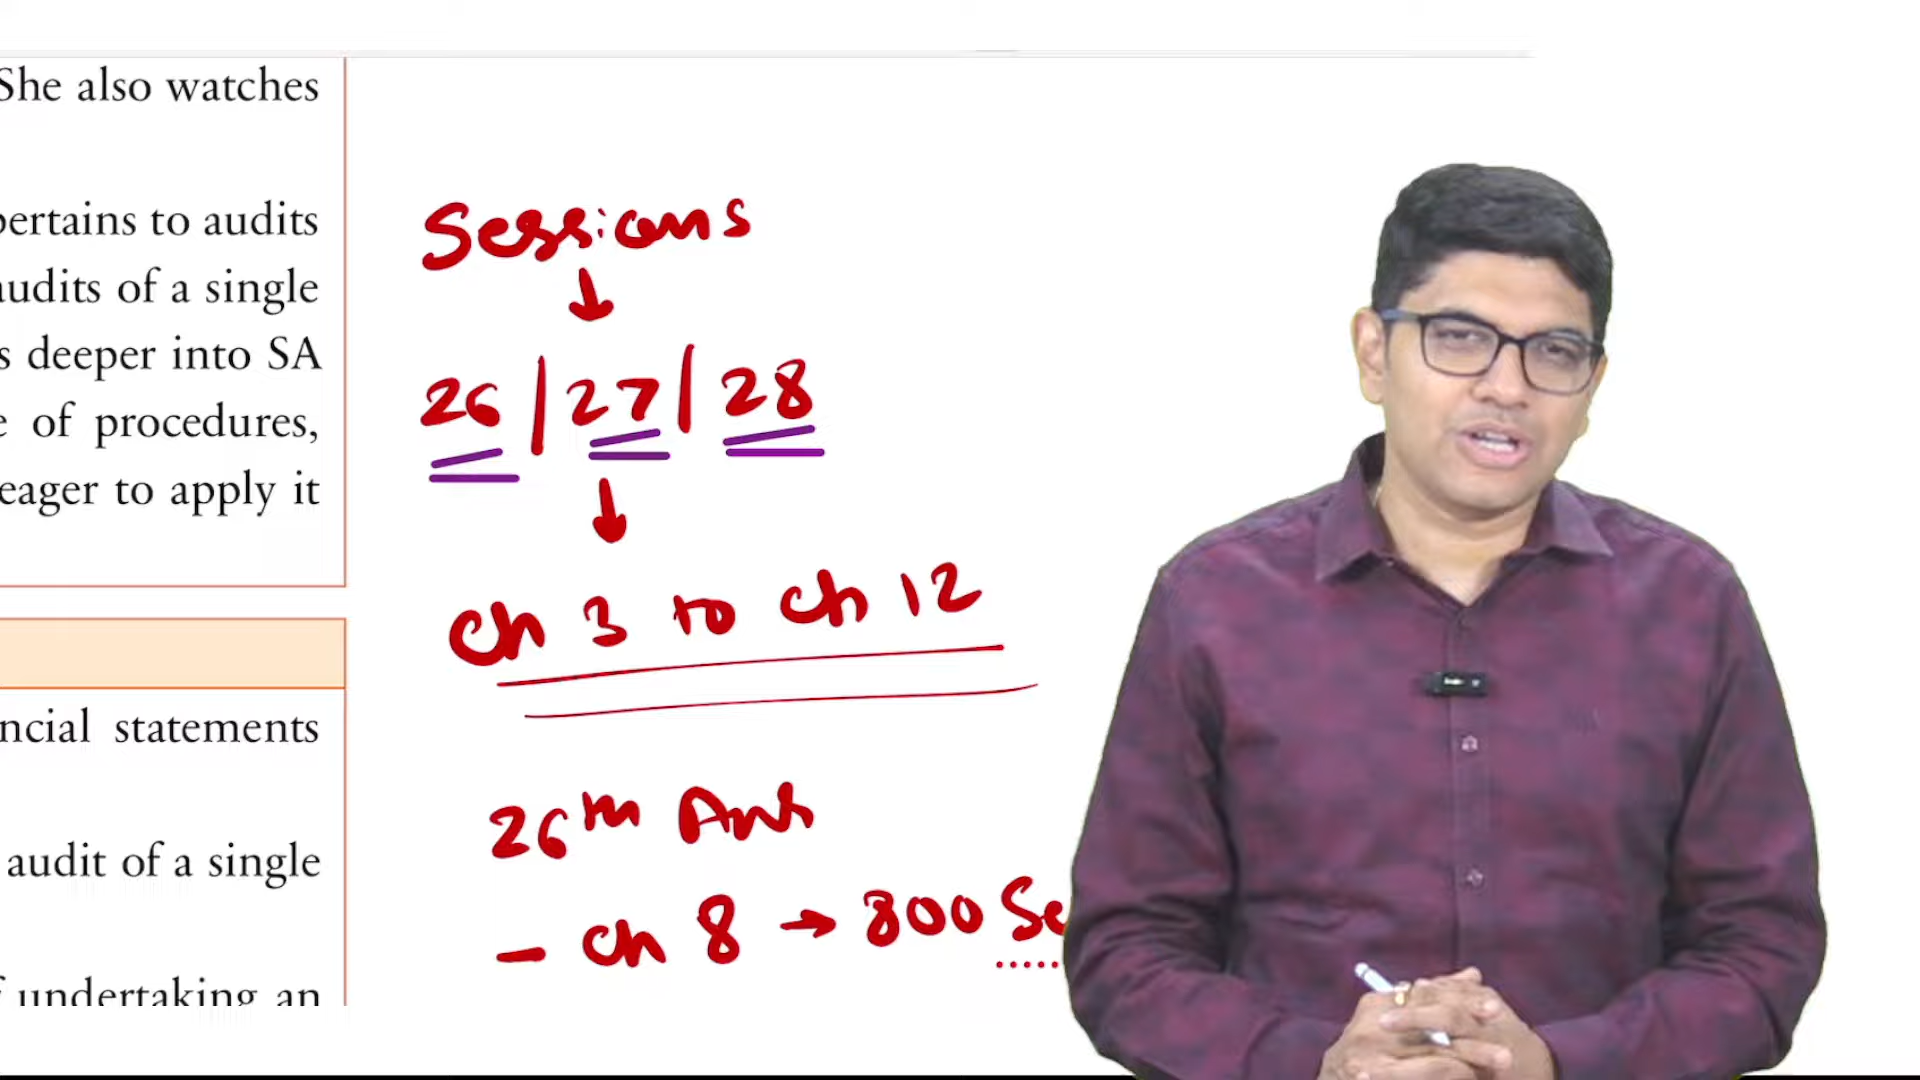 She also watches
pertains to audits
audits of a single
s deeper into SA
e of procedures,
eager to apply it
ncial statements
audit of a single
f undertaking an
Sessions
↓
26 / 27 / 28
↓
Ch 3 to Ch 12
26th
- Ch 8 → 800 Se